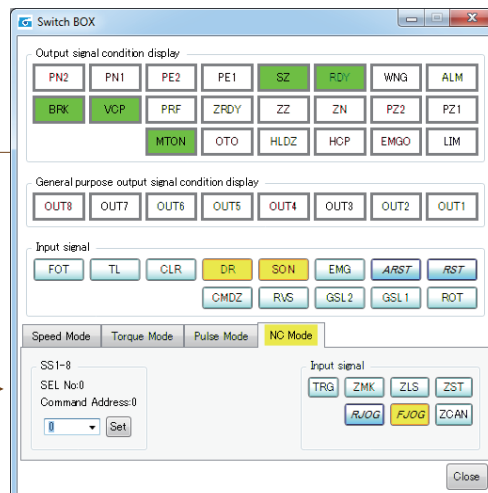 Switch BOX
Output signal condition display
PN2 PN1 PE2 PE1 SZ RDY WNG ALM
BRK VCP PRF ZRDY ZZ ZN PZ2 PZ1
MTON OTO HLDZ HCP EMGO LIM
General purpose output signal condition display
OUT8 OUT7 OUT6 OUT5 OUT4 OUT3 OUT2 OUT1
Input signal
FOT TL CLR DR SON EMG ARST RST
CMDZ RVS GSL2 GSL1 ROT
Speed Mode Torque Mode Pulse Mode NC Mode
SS1-8
SEL No:0
Command Address:0
0 Set
Input signal
TRG ZMK ZLS ZST
RJOG FJOG ZCAN
Close